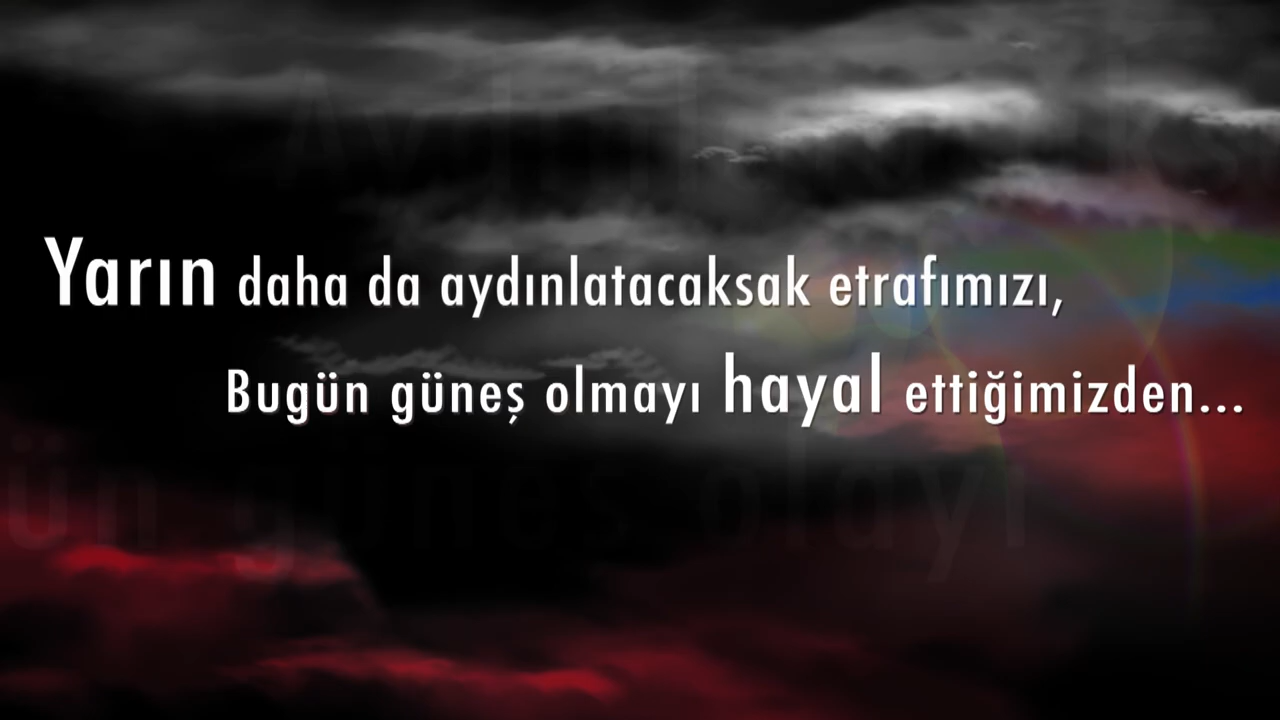 Yarın daha da aydınlatacaksak etrafımızı,
Bugün güneş olmayı hayal ettiğimizden...